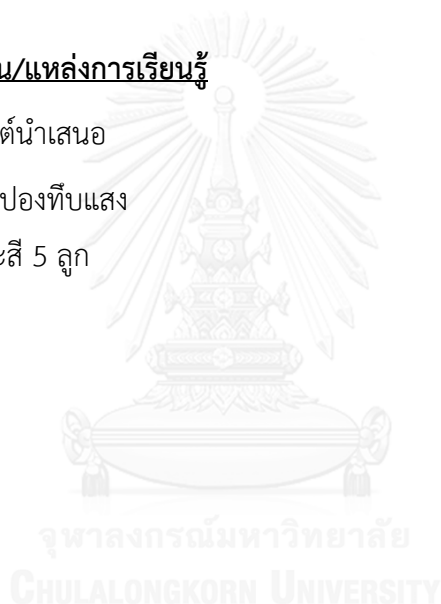 น/แหล่งการเรียนรู้
ต์นำเสนอ
ปองทึบแสง
ะสี 5 ลูก
จุฬาลงกรณ์มหาวิทยาลัย
CHULALONGKORN UNIVERSITY